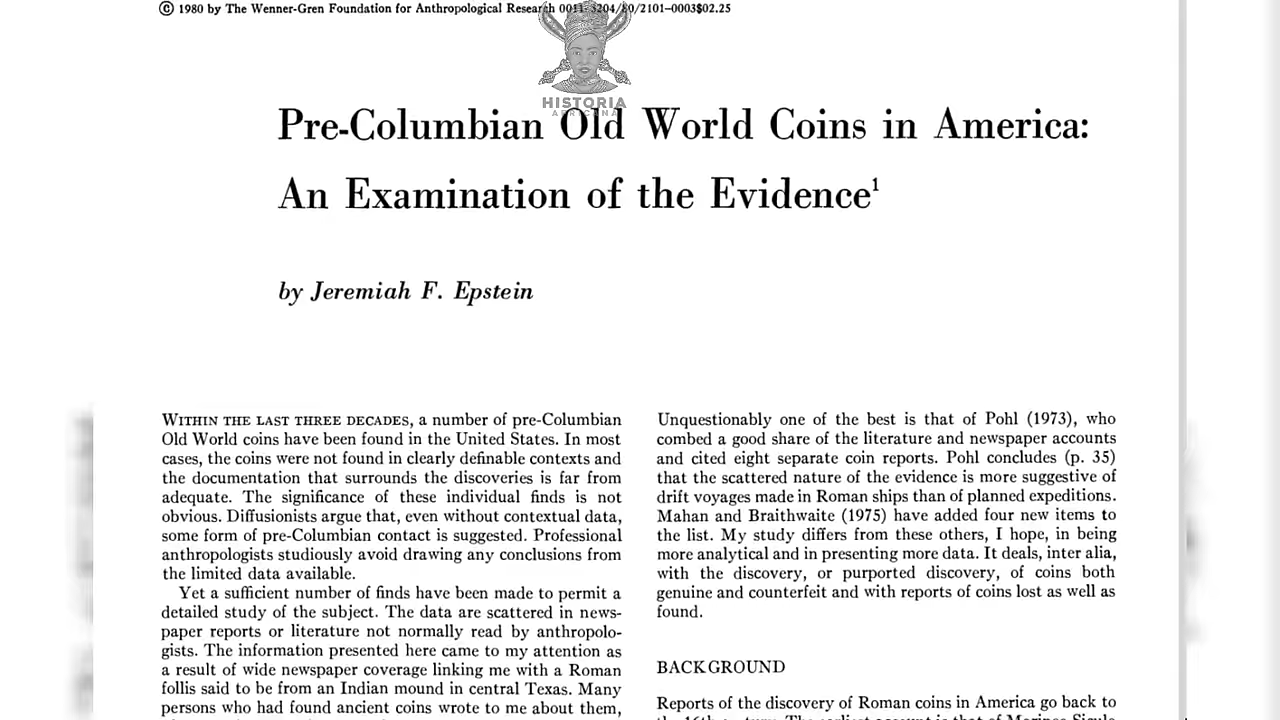 © 1980 by The Wenner-Gren Foundation for Anthropological Research 0011-3204/80/2101-0003$02.25
HISTORIA
AFRICANA
Pre-Columbian Old World Coins in America:
An Examination of the Evidence¹
by Jeremiah F. Epstein
WITHIN THE LAST THREE DECADES, a number of pre-Columbian
Old World coins have been found in the United States. In most
cases, the coins were not found in clearly definable contexts and
the documentation that surrounds the discoveries is far from
adequate. The significance of these individual finds is not
obvious. Diffusionists argue that, even without contextual data,
some form of pre-Columbian contact is suggested. Professional
anthropologists studiously avoid drawing any conclusions from
the limited data available.
Yet a sufficient number of finds have been made to permit a
detailed study of the subject. The data are scattered in news-
paper reports or literature not normally read by anthropolo-
gists. The information presented here came to my attention as
a result of wide newspaper coverage linking me with a Roman
follis said to be from an Indian mound in central Texas. Many
persons who had found ancient coins wrote to me about them,
Unquestionably one of the best is that of Pohl (1973), who
combed a good share of the literature and newspaper accounts
and cited eight separate coin reports. Pohl concludes (p. 35)
that the scattered nature of the evidence is more suggestive of
drift voyages made in Roman ships than of planned expeditions.
Mahan and Braithwaite (1975) have added four new items to
the list. My study differs from these others, I hope, in being
more analytical and in presenting more data. It deals, inter alia,
with the discovery, or purported discovery, of coins both
genuine and counterfeit and with reports of coins lost as well as
found.
BACKGROUND
Reports of the discovery of Roman coins in America go back to